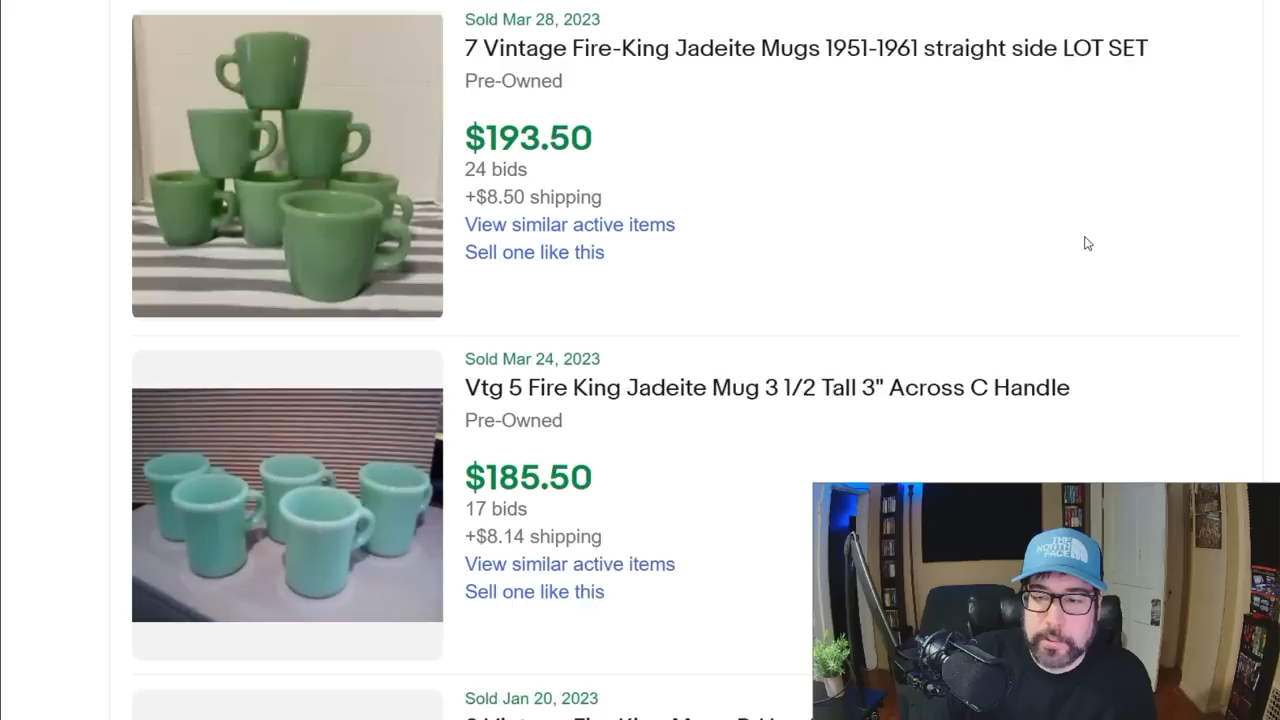 Sold Mar 28, 2023
7 Vintage Fire-King Jadeite Mugs 1951-1961 straight side LOT SET
Pre-Owned
$193.50
24 bids
+$8.50 shipping
View similar active items
Sell one like this
Sold Mar 24, 2023
Vtg 5 Fire King Jadeite Mug 3 1/2 Tall 3" Across C Handle
Pre-Owned
$185.50
17 bids
+$8.14 shipping
View similar active items
Sell one like this
THE
NORTH
FACE
Sold Jan 20, 2023